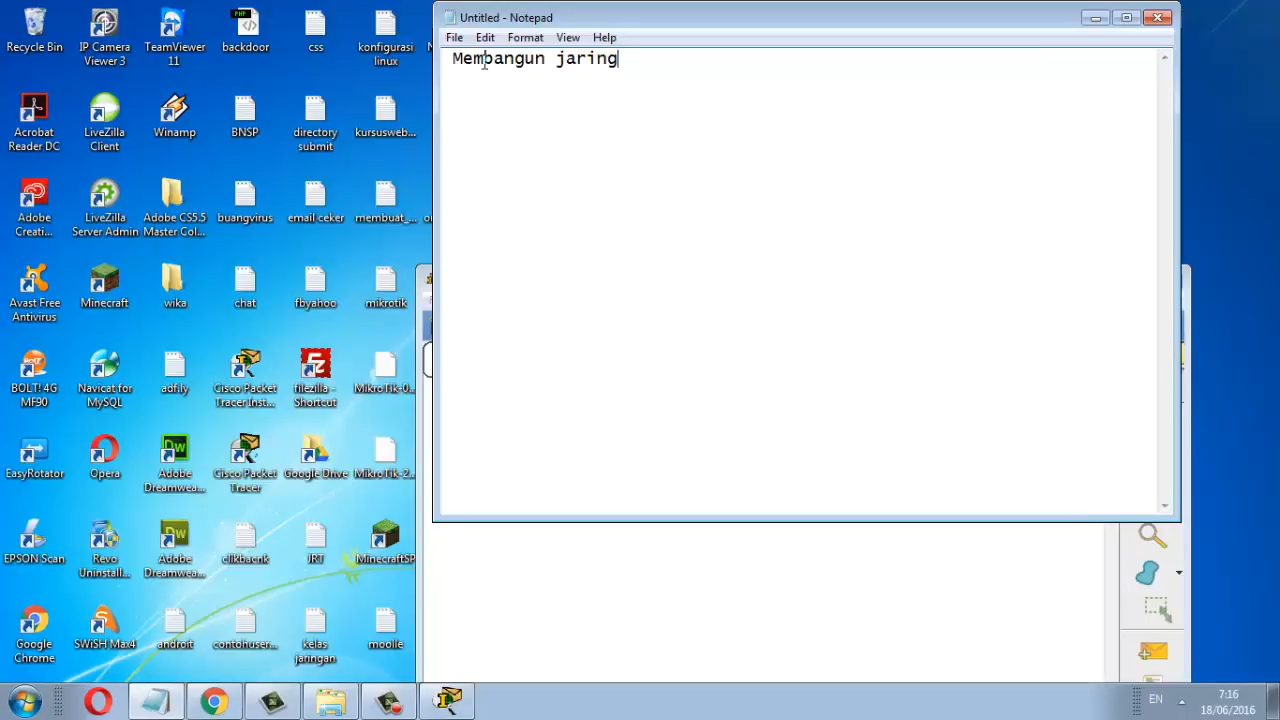 Untitled - Notepad
File Edit Format View Help
Membangun jaring
Recycle Bin
IP Camera
Viewer 3
TeamViewer
11
backdoor
css
konfigurasi
linux
Acrobat
Reader DC
LiveZilla
Client
Winamp
BNSP
directory
submit
kursusweb...
Adobe
Creati...
LiveZilla
Server Admin
Adobe CS5.5
Master Col...
buangvirus
email ceker
membuat_...
Avast Free
Antivirus
Minecraft
wika
chat
fbyahoo
mikrotik
BOLT! 4G
MF90
Navicat for
MySQL
adf.ly
Cisco Packet
Tracer Inst...
filezilla -
Shortcut
MikroTik-0...
EasyRotator
Opera
Adobe
Dreamwea...
Cisco Packet
Tracer
Google Drive
MikroTik-2...
EPSON Scan
Revo
Uninstall...
Adobe
Dreamwea...
clikbacnk
JRT
MinecraftSP
Google
Chrome
SWiSH Max4
androit
contohuser...
kelas
jaringan
moolle
EN
7:16
18/06/2016